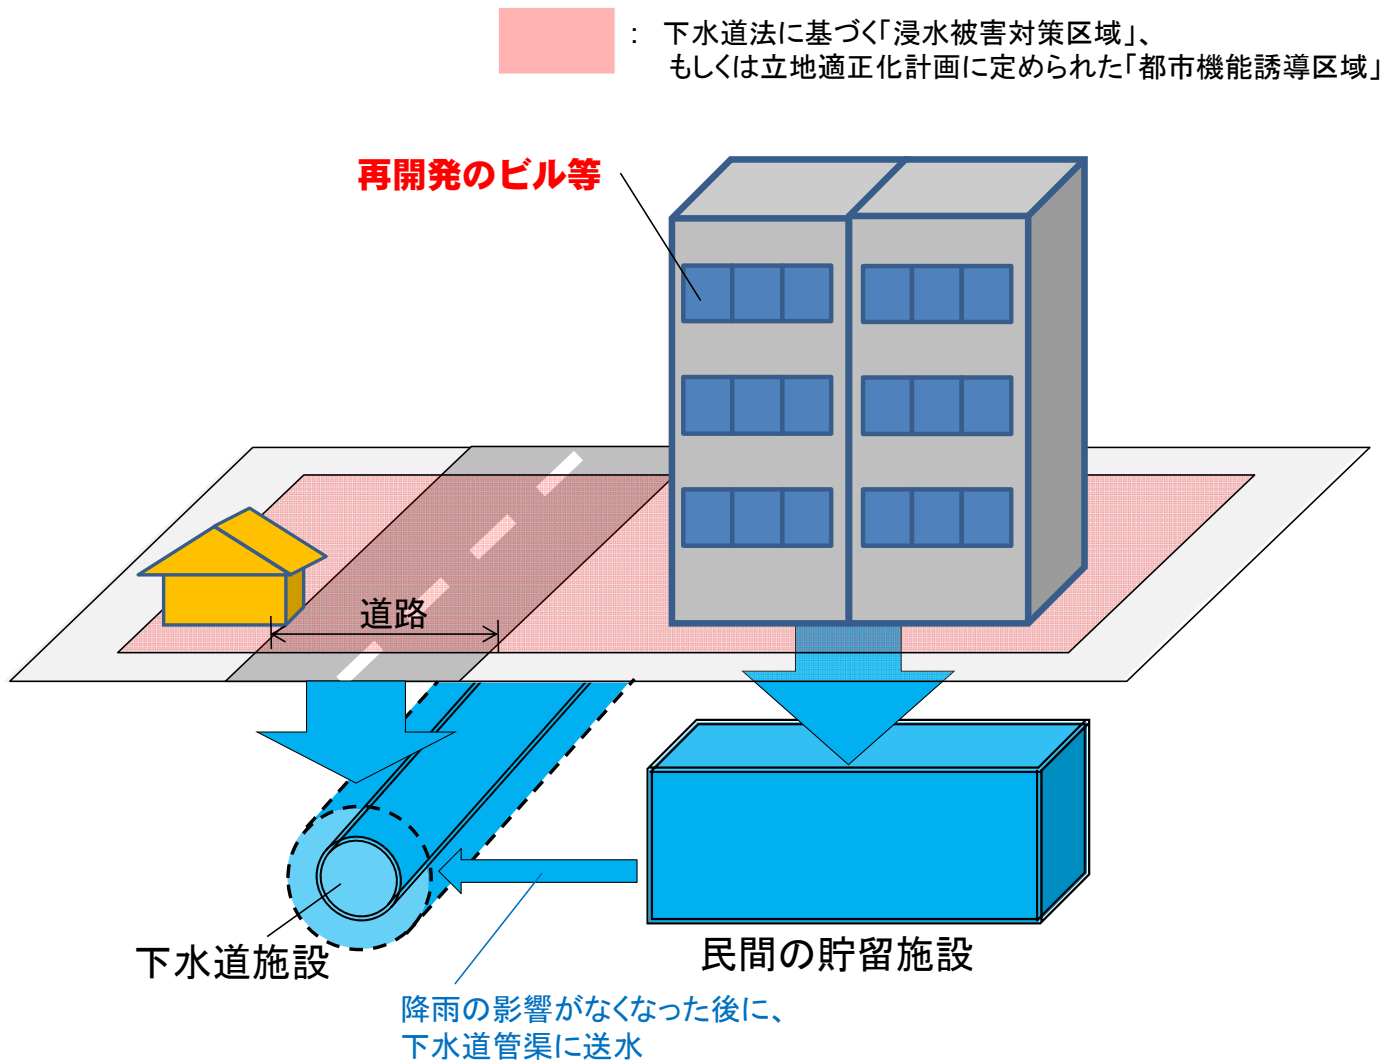 ： 下水道法に基づく｢浸水被害対策区域｣、
もしくは立地適正化計画に定められた｢都市機能誘導区域｣
再開発のビル等
道路
下水道施設
民間の貯留施設
降雨の影響がなくなった後に、
下水道管渠に送水